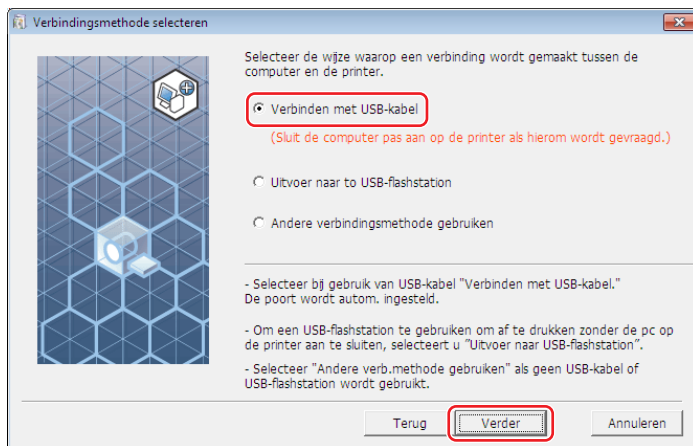 Verbindingsmethode selecteren
Selecteer de wijze waarop een verbinding wordt gemaakt tussen de
computer en de printer.
Verbinden met USB-kabel
(Sluit de computer pas aan op de printer als hierom wordt gevraagd.)
Uitvoer naar to USB-flashstation
Andere verbindingsmethode gebruiken
- Selecteer bij gebruik van USB-kabel "Verbinden met USB-kabel."
De poort wordt autom. ingesteld.
- Om een USB-flashstation te gebruiken om af te drukken zonder de pc op
de printer aan te sluiten, selecteert u "Uitvoer naar USB-flashstation".
- Selecteer "Andere verb.methode gebruiken" als geen USB-kabel of
USB-flashstation wordt gebruikt.
Terug
Verder
Annuleren